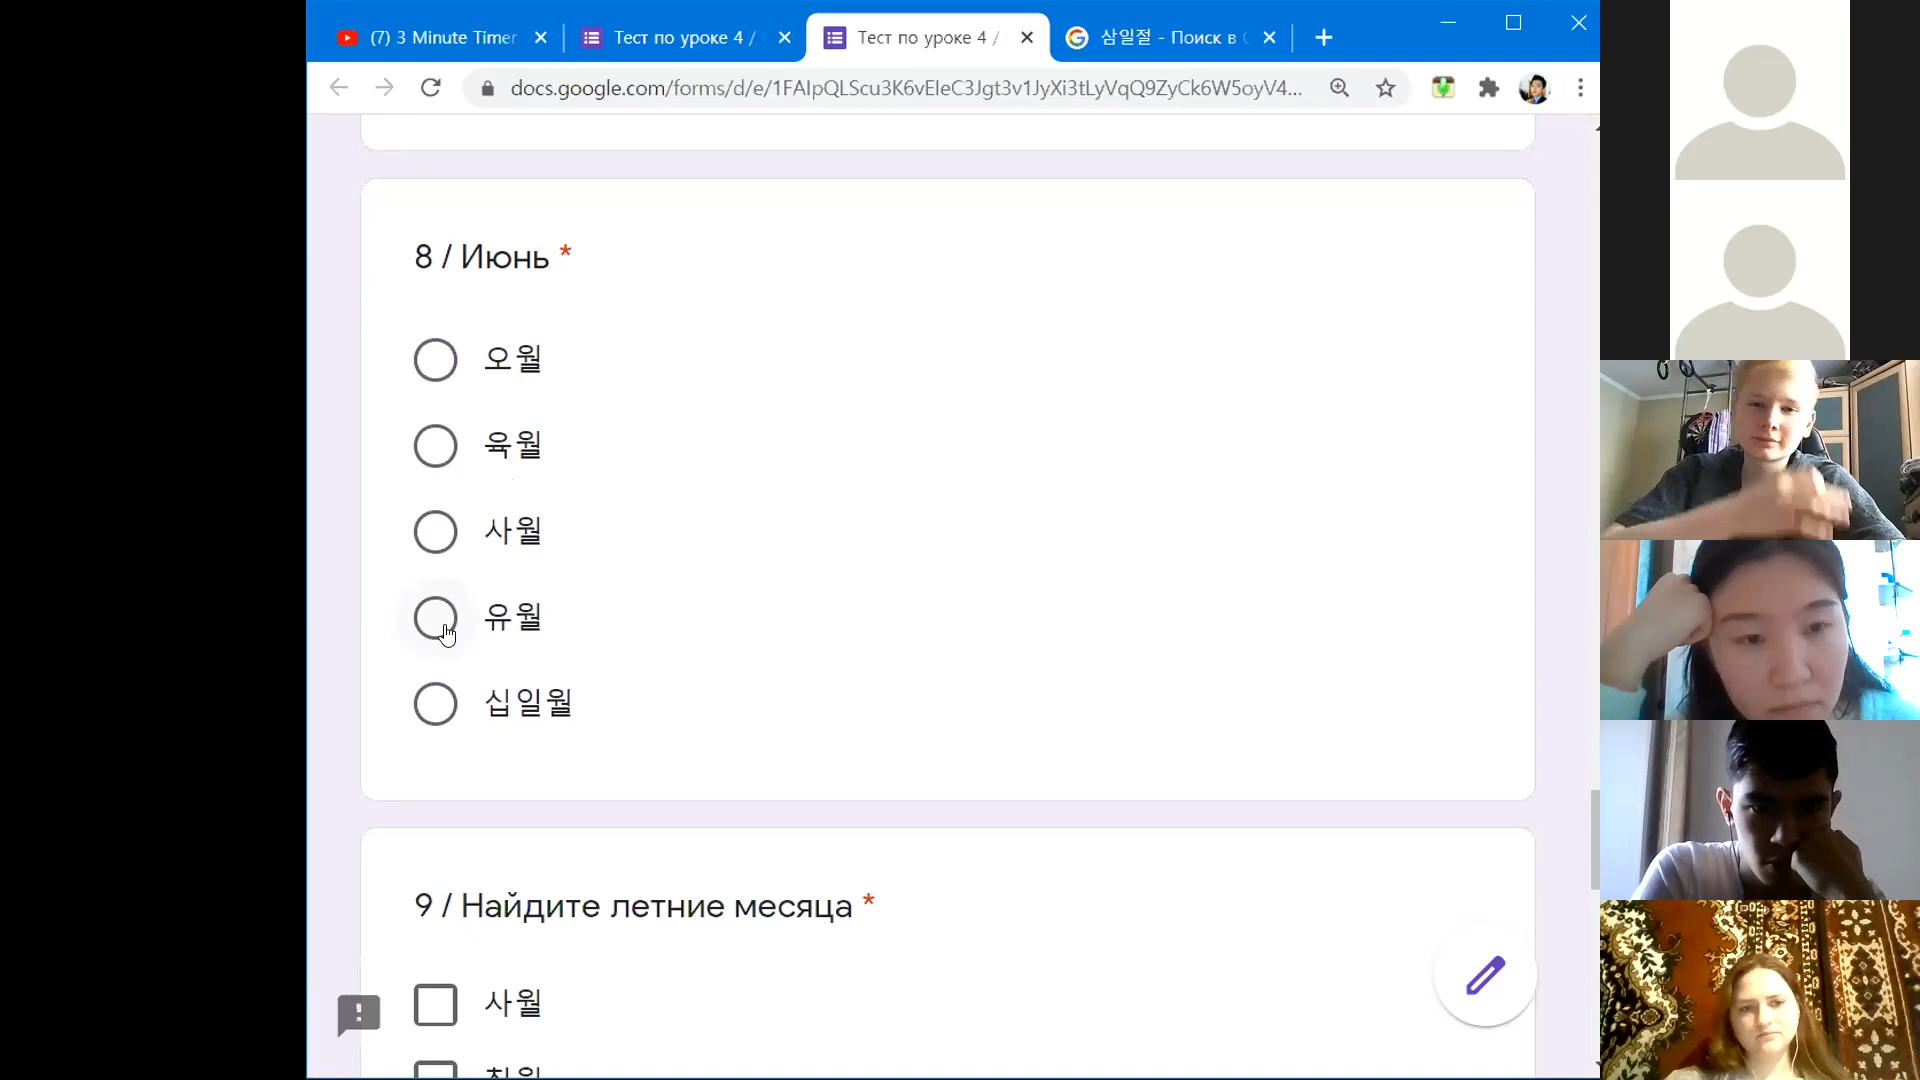 (7) 3 Minute Timer
Тест по уроке 4 /
Тест по уроке 4 /
삼일절 - Поиск в
docs.google.com/forms/d/e/1FAIpQLScu3K6vEIeC3Jgt3v1JyXi3tLyVqQ9ZyCk6W5oyV4...
8 / Июнь *
오월
육월
사월
유월
십일월
9 / Найдите летние месяца *
사월